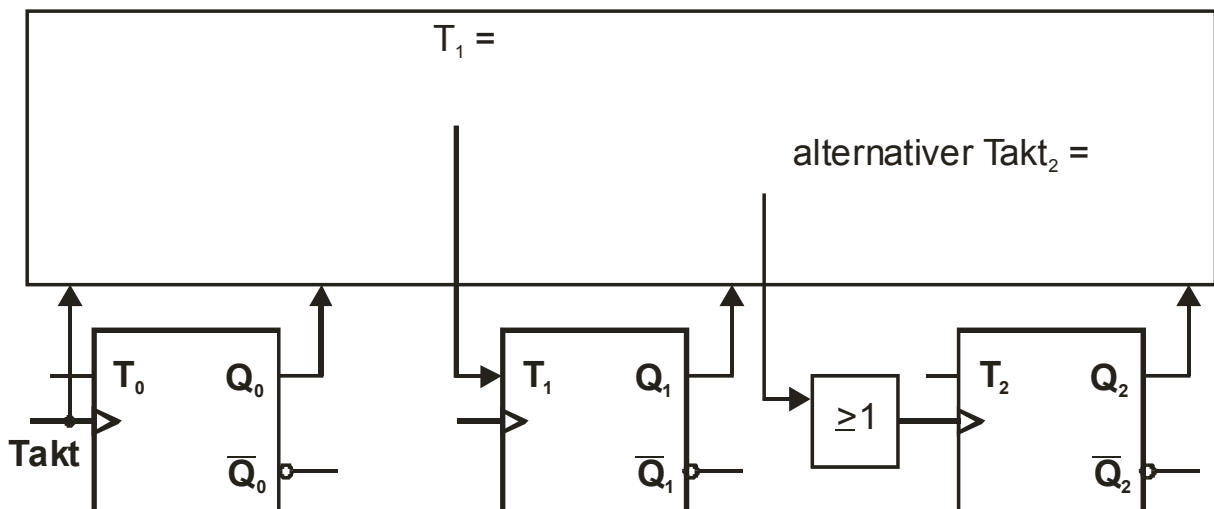 T₁ =
alternativer Takt₂ =
T₀ Q₀ T₁ Q₁ ≥1 T₂ Q₂
Takt
Q̅₀ Q̅₁ Q̅₂